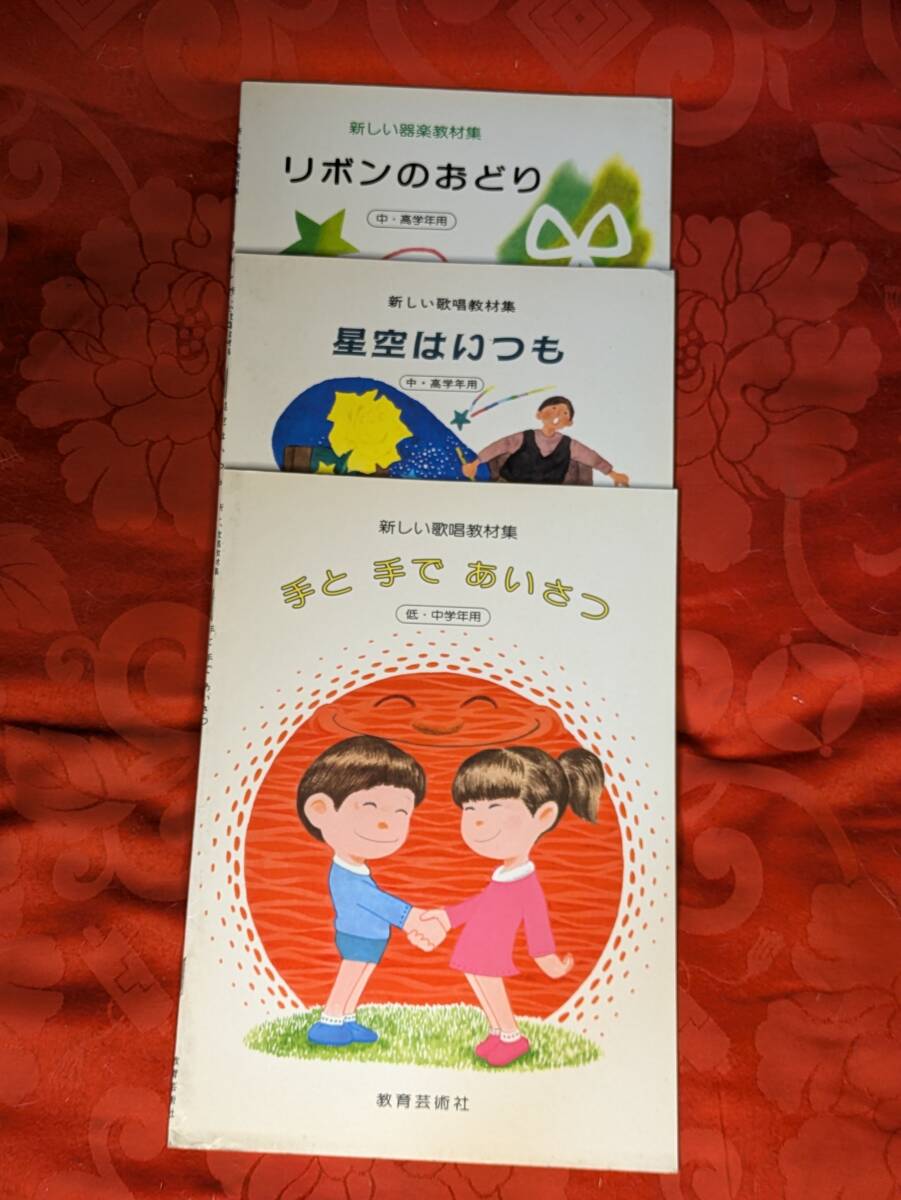 新しい器楽教材集
リボンのおどり
中・高学年用
新しい歌唱教材集
星空はいつも
中・高学年用
新しい歌唱教材集
手と 手で あいさつ
低・中学年用
教育芸術社